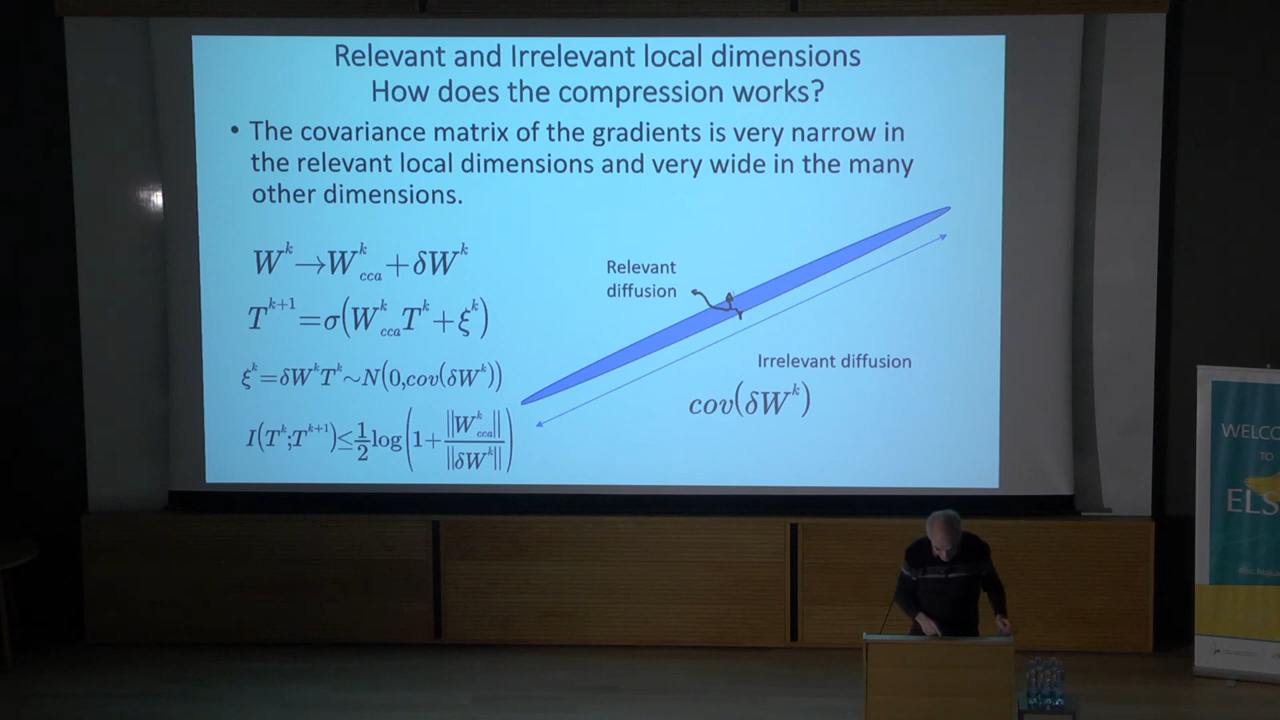 Relevant and Irrelevant local dimensions
How does the compression works?
• The covariance matrix of the gradients is very narrow in
the relevant local dimensions and very wide in the many
other dimensions.
W^k→W^k_cca+δW^k
T^{k+1}=σ(W^k_cca T^k+ξ^k)
ξ^k=δW^kT^k~N(0,cov(δW^k))
I(T^k;T^{k+1})≤1/2 log(1+||W^k_cca||/||δW^k||)
Relevant
diffusion
Irrelevant diffusion
cov(δW^k)
WELCO
TO
ELS